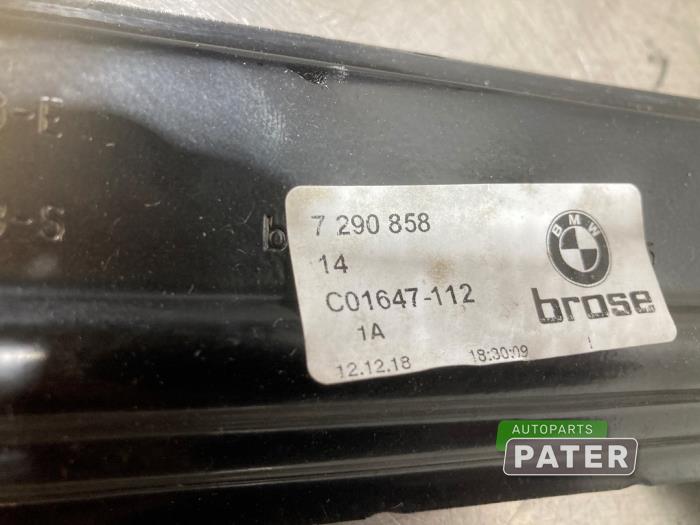 -E
-S
b
7 290 858
14
C01647-112
1A
12.12.18 18:30:09
BMW
brose
AUTOPARTS
PATER